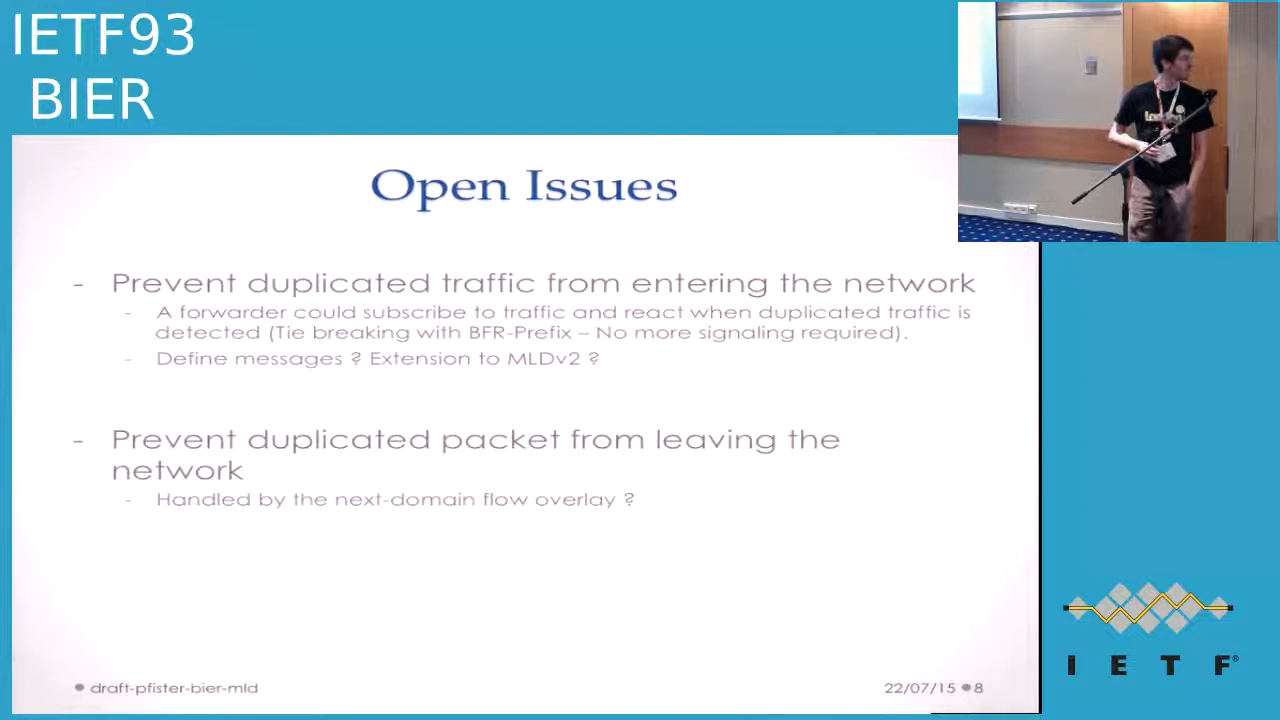 IETF93
BIER
Open Issues
- Prevent duplicated traffic from entering the network
- A forwarder could subscribe to traffic and react when duplicated traffic is
detected (Tie breaking with BFR-Prefix – No more signaling required).
- Define messages ? Extension to MLDv2 ?
- Prevent duplicated packet from leaving the
network
- Handled by the next-domain flow overlay ?
draft-pfister-bier-mld
22/07/15 8
I E T F®